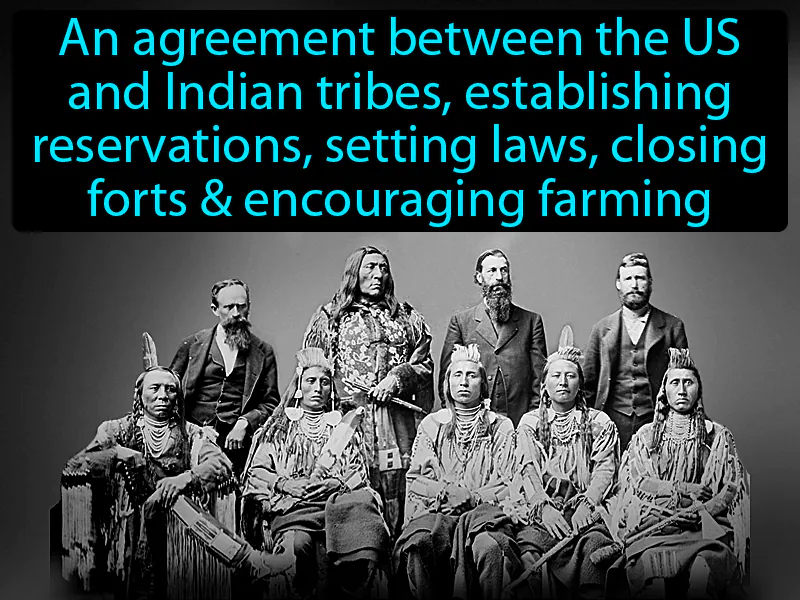 An agreement between the US
and Indian tribes, establishing
reservations, setting laws, closing
forts & encouraging farming